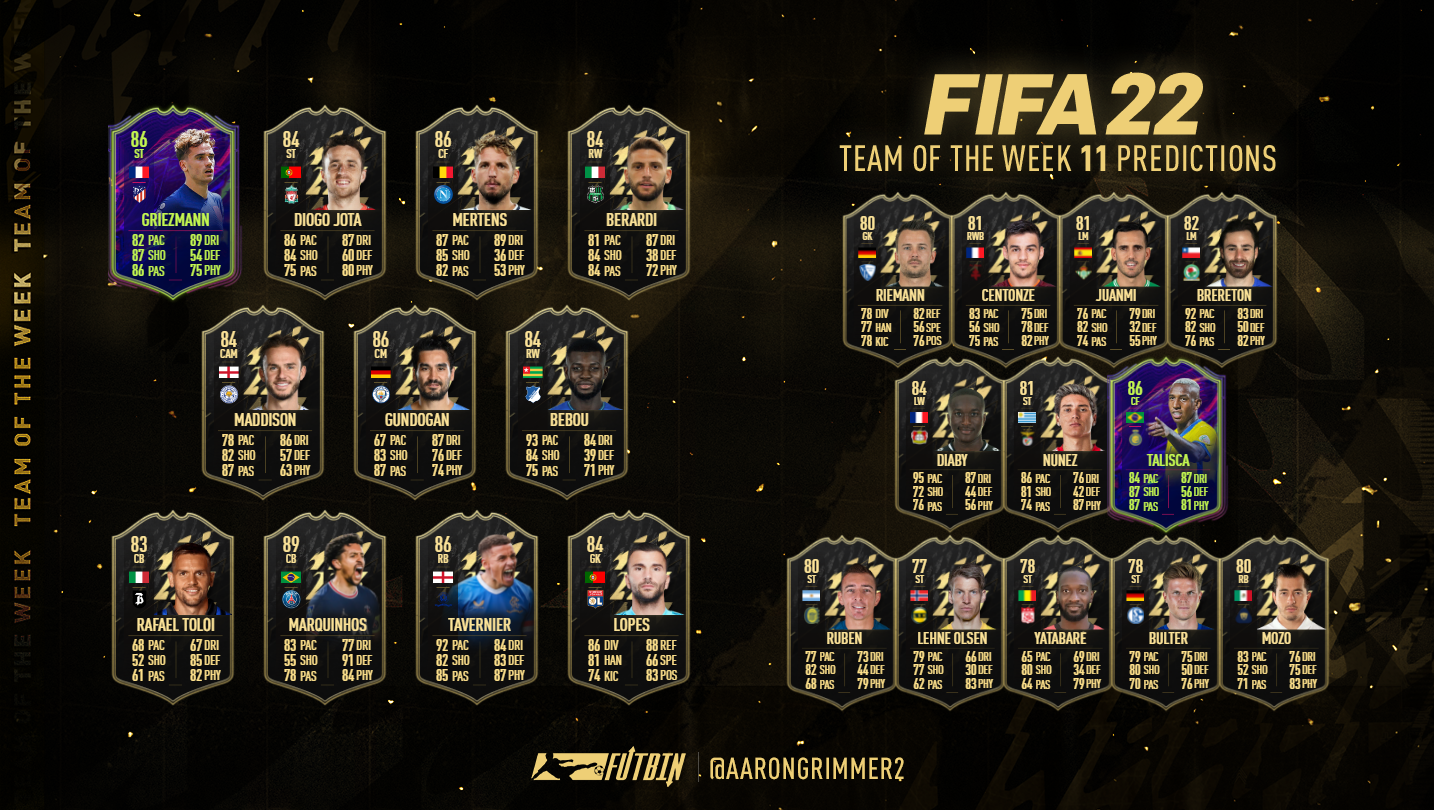 TEAM OF THE WEEK TEAM OF THE WEEK TEAM OF THE W
FIFA 22
TEAM OF THE WEEK 11 PREDICTIONS
86
ST
GRIEZMANN
82 PAC 89 DRI
87 SHO 54 DEF
86 PAS 75 PHY
84
ST
DIOGO JOTA
86 PAC 87 DRI
84 SHO 60 DEF
75 PAS 80 PHY
86
CF
MERTENS
87 PAC 89 DRI
85 SHO 36 DEF
82 PAS 53 PHY
84
RW
BERARDI
81 PAC 87 DRI
84 SHO 38 DEF
84 PAS 72 PHY
84
CAM
MADDISON
78 PAC 86 DRI
82 SHO 57 DEF
87 PAS 63 PHY
86
CM
GUNDOGAN
67 PAC 87 DRI
83 SHO 76 DEF
87 PAS 74 PHY
84
RW
BEBOU
93 PAC 84 DRI
84 SHO 39 DEF
75 PAS 71 PHY
83
CB
RAFAEL TOLOI
68 PAC 67 DRI
52 SHO 85 DEF
61 PAS 82 PHY
89
CB
MARQUINHOS
83 PAC 77 DRI
55 SHO 91 DEF
78 PAS 84 PHY
86
RB
TAVERNIER
92 PAC 84 DRI
82 SHO 83 DEF
85 PAS 87 PHY
84
GK
LOPES
86 DIV 88 REF
81 HAN 66 SPE
74 KIC 83 POS
80
GK
RIEMANN
78 DIV 82 REF
77 HAN 56 SPE
78 KIC 76 POS
81
RWB
CENTONZE
83 PAC 75 DRI
56 SHO 78 DEF
75 PAS 82 PHY
81
LM
JUANMI
76 PAC 79 DRI
82 SHO 32 DEF
74 PAS 55 PHY
82
LM
BRERETON
92 PAC 83 DRI
82 SHO 50 DEF
76 PAS 82 PHY
84
LW
DIABY
95 PAC 87 DRI
72 SHO 44 DEF
76 PAS 56 PHY
81
ST
NUNEZ
86 PAC 76 DRI
81 SHO 42 DEF
74 PAS 87 PHY
86
CF
TALISCA
84 PAC 87 DRI
87 SHO 56 DEF
87 PAS 81 PHY
80
ST
RUBEN
77 PAC 73 DRI
82 SHO 44 DEF
68 PAS 79 PHY
77
ST
LEHNE OLSEN
79 PAC 66 DRI
77 SHO 30 DEF
62 PAS 83 PHY
78
ST
YATABARE
65 PAC 69 DRI
80 SHO 34 DEF
64 PAS 79 PHY
78
ST
BULTER
79 PAC 75 DRI
80 SHO 50 DEF
70 PAS 76 PHY
80
RB
MOZO
83 PAC 76 DRI
52 SHO 75 DEF
71 PAS 83 PHY
FUTBIN @AARONGRIMMER2